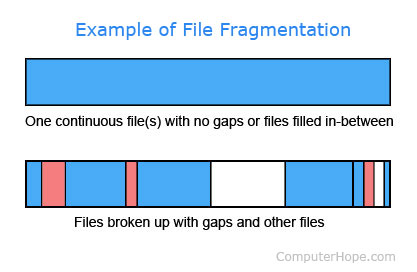 Example of File Fragmentation
One continuous file(s) with no gaps or files filled in-between
Files broken up with gaps and other files
ComputerHope.com